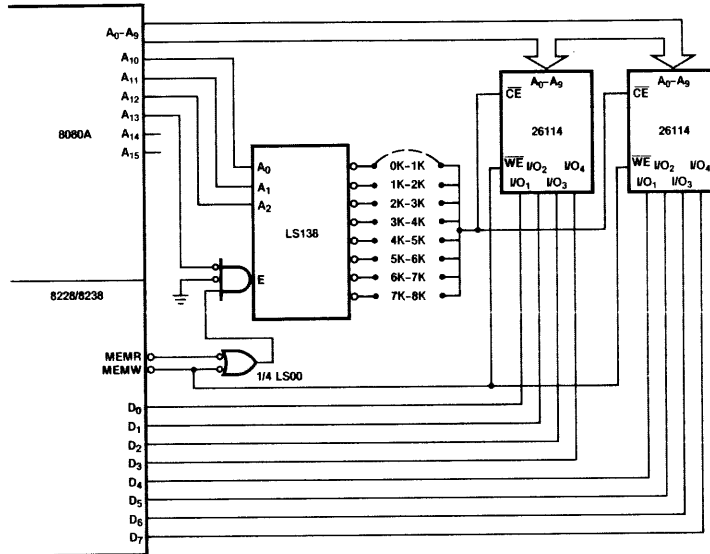 A₀-A₉
A₁₀
A₁₁
A₁₂
A₁₃
A₁₄
A₁₅
8080A
8228/8238
MEMR
MEMW
D₀
D₁
D₂
D₃
D₄
D₅
D₆
D₇
A₀
A₁
A₂
LS138
E
1/4 LS00
0K-1K
1K-2K
2K-3K
3K-4K
4K-5K
5K-6K
6K-7K
7K-8K
A₀-A₉
CE
26114
WE
I/O₂ I/O₄
I/O₁ I/O₃
A₀-A₉
CE
26114
WE
I/O₂ I/O₄
I/O₁ I/O₃